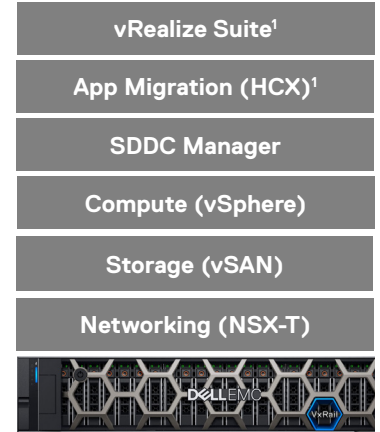 vRealize Suite¹
App Migration (HCX)¹
SDDC Manager
Compute (vSphere)
Storage (vSAN)
Networking (NSX-T)
DELLEMC
VxRail